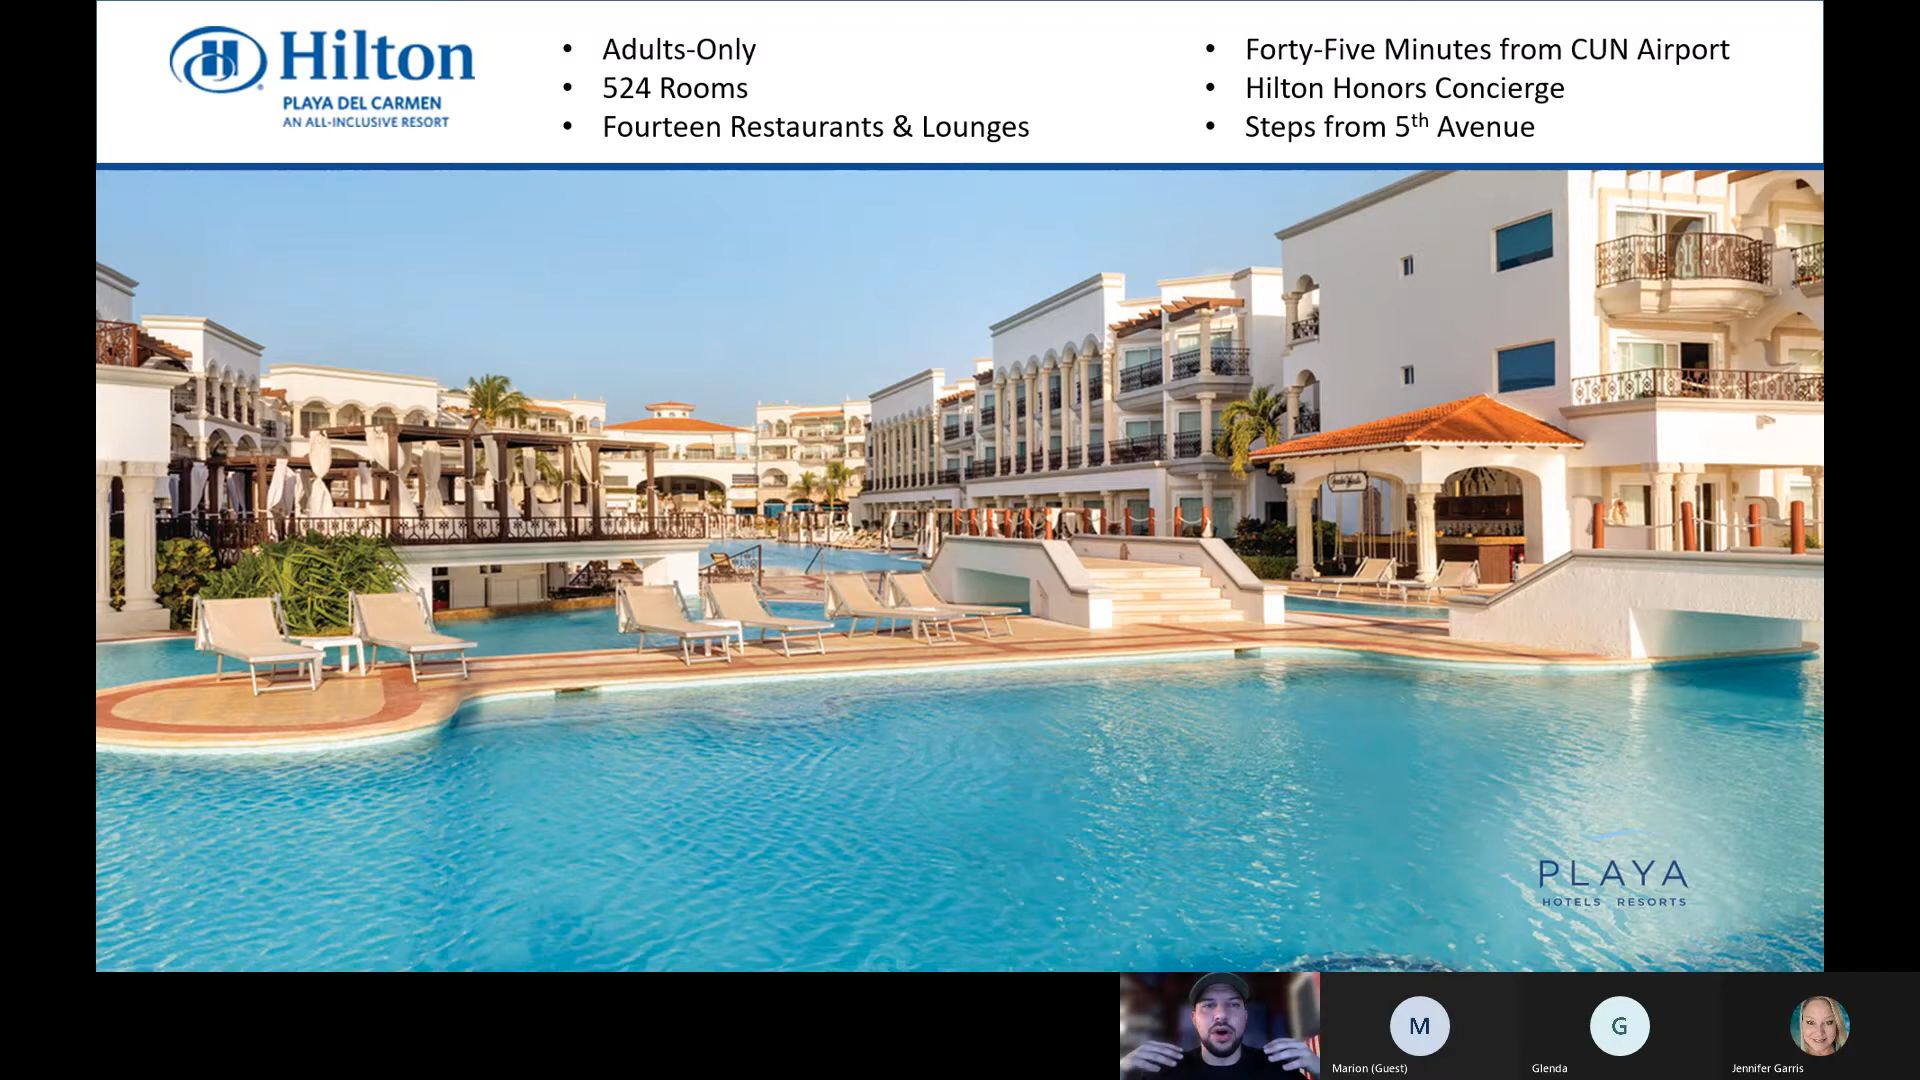 Hilton
PLAYA DEL CARMEN
AN ALL-INCLUSIVE RESORT
• Adults-Only
• 524 Rooms
• Fourteen Restaurants & Lounges
• Forty-Five Minutes from CUN Airport
• Hilton Honors Concierge
• Steps from 5th Avenue
PLAYA
HOTELS RESORTS
M
Marion (Guest)
G
Glenda
Jennifer Garris